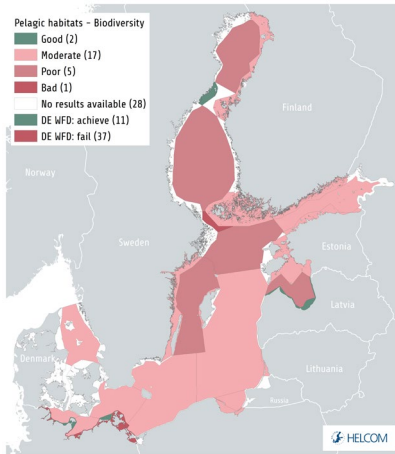 Pelagic habitats - Biodiversity
Good (2)
Moderate (17)
Poor (5)
Bad (1)
No results available (28)
DE WFD: achieve (11)
DE WFD: fail (37)
Finland
Norway
Sweden
Estonia
Latvia
Denmark
Lithuania
Russia
HELCOM